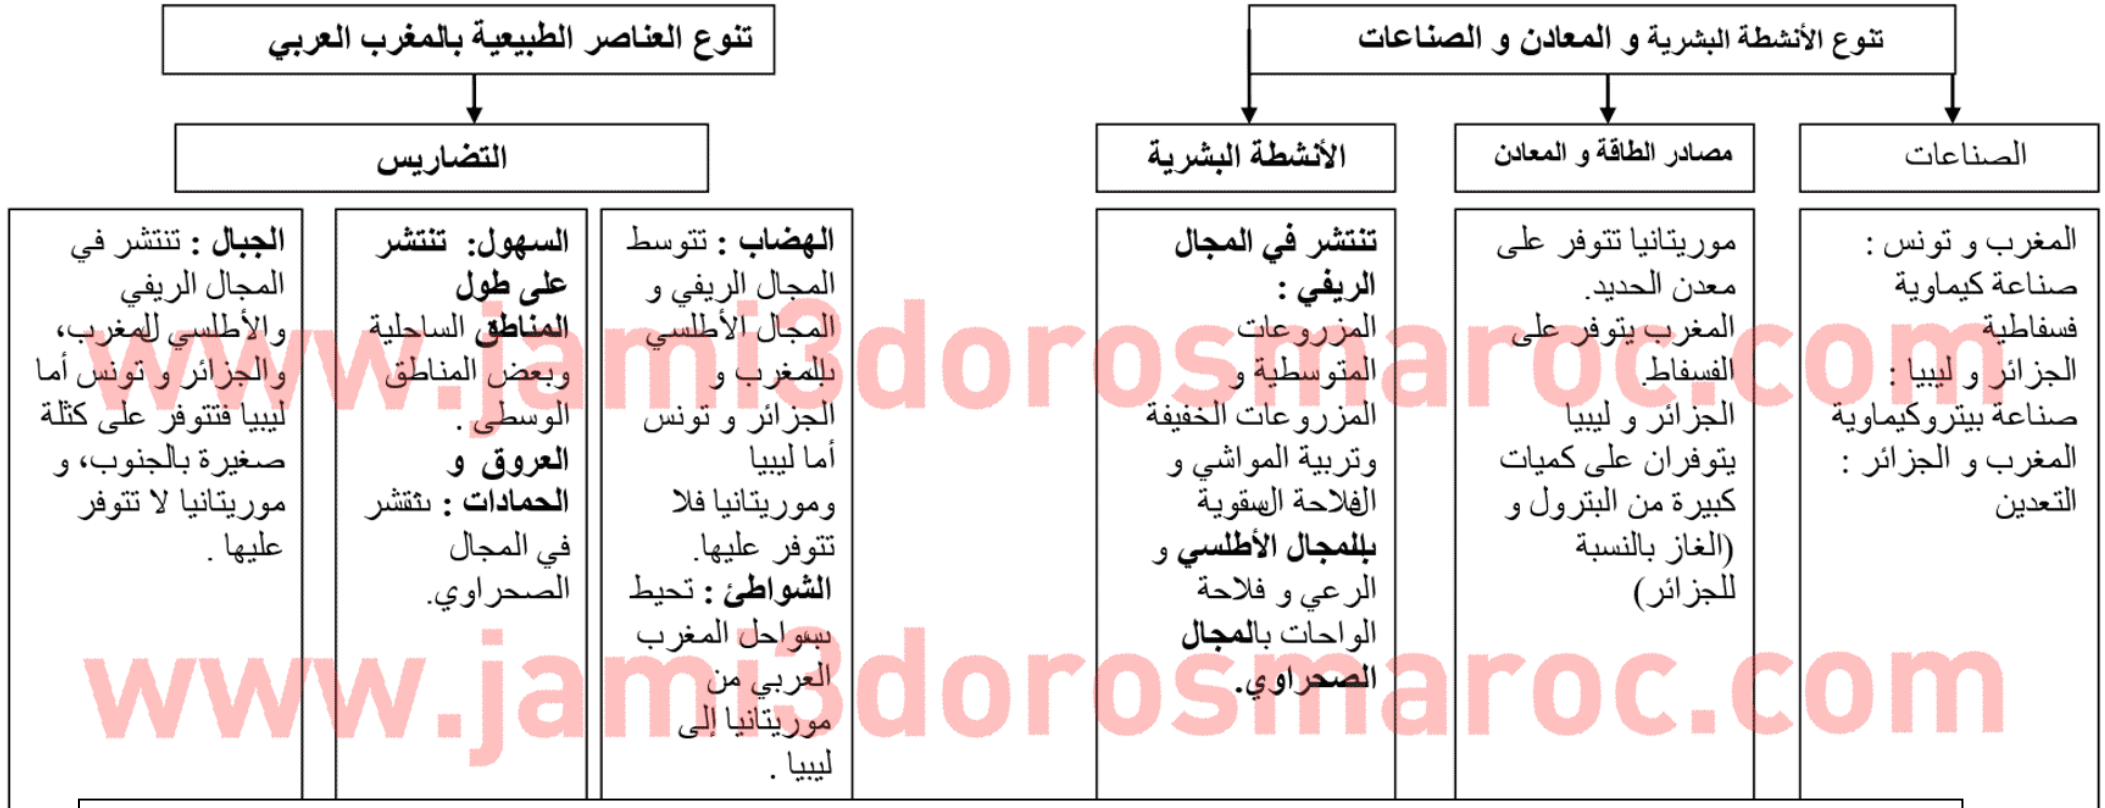 تنوع الأنشطة البشرية و المعادن و الصناعات
الصناعات
المغرب و تونس :
صناعة كيماوية
فسفاطية
الجزائر و ليبيا :
صناعة بيتروكيماوية
المغرب و الجزائر :
التعدين
مصادر الطاقة و المعادن
موريتانيا تتوفر على
معدن الحديد.
المغرب يتوفر على
الفسفاط.
الجزائر و ليبيا
يتوفران على كميات
كبيرة من البترول و
(الغاز بالنسبة
للجزائر)
الأنشطة البشرية
تنتشر في المجال
الريفي :
المزروعات
المتوسطية و
المزروعات الخفيفة
وتربية المواشي و
الفلاحة السقوية
بالمجال الأطلسي و
الرعي و فلاحة
الواحات بالمجال
الصحراوي.
تنوع العناصر الطبيعية بالمغرب العربي
التضاريس
الهضاب : تتوسط
المجال الريفي و
المجال الأطلسي
بالمغرب و
الجزائر و تونس
أما ليبيا
وموريتانيا فلا
تتوفر عليها.
الشواطئ : تحيط
بسواحل المغرب
العربي من
موريتانيا إلى
ليبيا .
السهول: تنتشر
على طول
المناطق الساحلية
وبعض المناطق
الوسطى .
العروق و
الحمادات : تنتشر
في المجال
الصحراوي.
الجبال : تنتشر في
المجال الريفي
والأطلسي للمغرب،
والجزائر و تونس أما
ليبيا فتتوفر على كثلة
صغيرة بالجنوب، و
موريتانيا لا تتوفر
عليها .
www.jami3dorosmaroc.com
www.jami3dorosmaroc.com